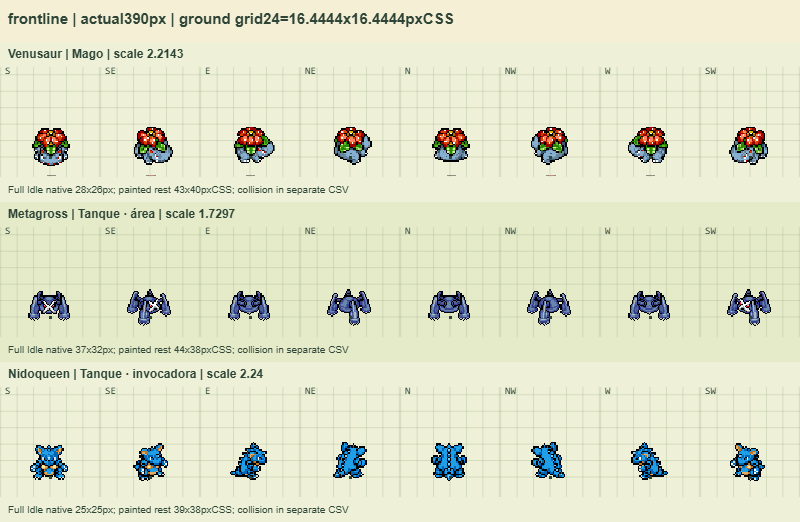 frontline | actual390px | ground grid24=16.4444x16.4444pxCSS
Venusaur | Mago | scale 2.2143
S SE E NE N NW W SW
Full Idle native 28x26px; painted rest 43x40pxCSS; collision in separate CSV
Metagross | Tanque · área | scale 1.7297
S SE E NE N NW W SW
Full Idle native 37x32px; painted rest 44x38pxCSS; collision in separate CSV
Nidoqueen | Tanque · invocadora | scale 2.24
S SE E NE N NW W SW
Full Idle native 25x25px; painted rest 39x38pxCSS; collision in separate CSV